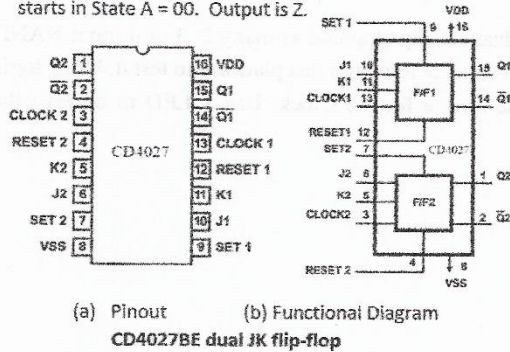 starts in State A = 00. Output is Z.
Q2 1
Q2 2
CLOCK 2 3
RESET 2 4
K2 5
J2 6
SET 2 7
VSS 8
CD4027
16 VDD
15 Q1
14 Q1
13 CLOCK 1
12 RESET 1
11 K1
10 J1
9 SET 1
SET 1
9
VDD
16
J1 10
K1 11
CLOCK1 13
F/F1
15 Q1
14 Q1
RESET1 12
SET2 7
CD4027
J2 6
K2 5
CLOCK2 3
F/F2
1 Q2
2 Q2
RESET 2 4
8
VSS
(a) Pinout
(b) Functional Diagram
CD4027BE dual JK flip-flop